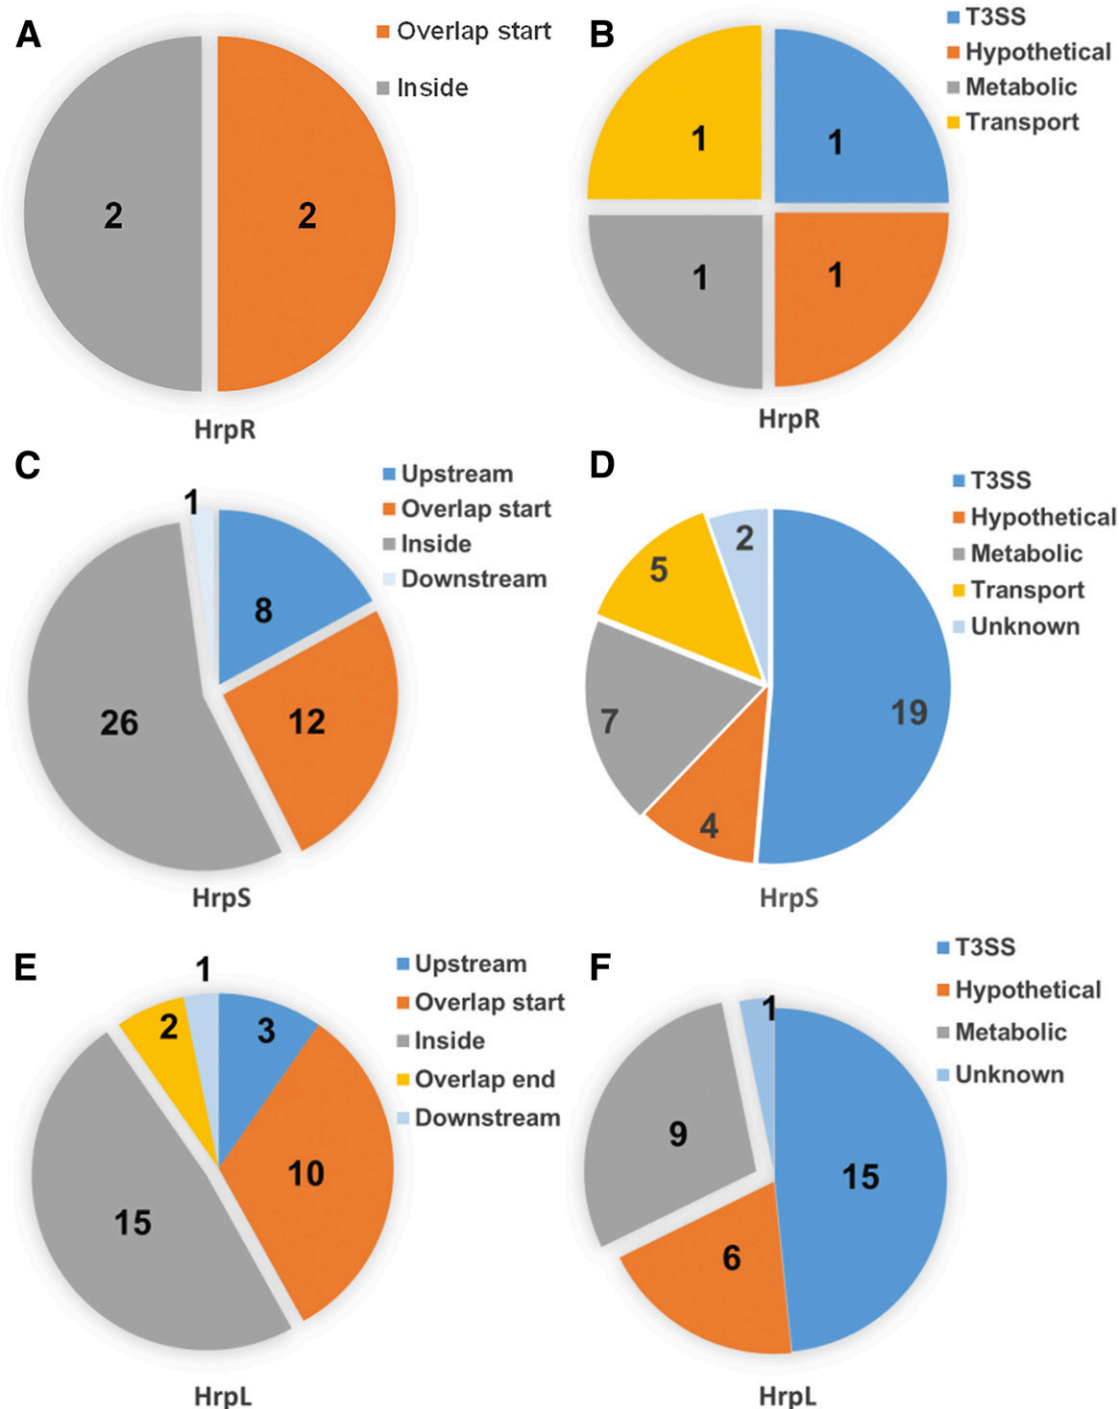 A
Overlap start
Inside
2
2
HrpR
B
T3SS
Hypothetical
Metabolic
Transport
1
1
1
1
HrpR
C
Upstream
Overlap start
Inside
Downstream
1
8
26
12
HrpS
D
T3SS
Hypothetical
Metabolic
Transport
Unknown
2
5
19
7
4
HrpS
E
Upstream
Overlap start
Inside
Overlap end
Downstream
1
2
3
10
15
HrpL
F
T3SS
Hypothetical
Metabolic
Unknown
1
9
15
6
HrpL